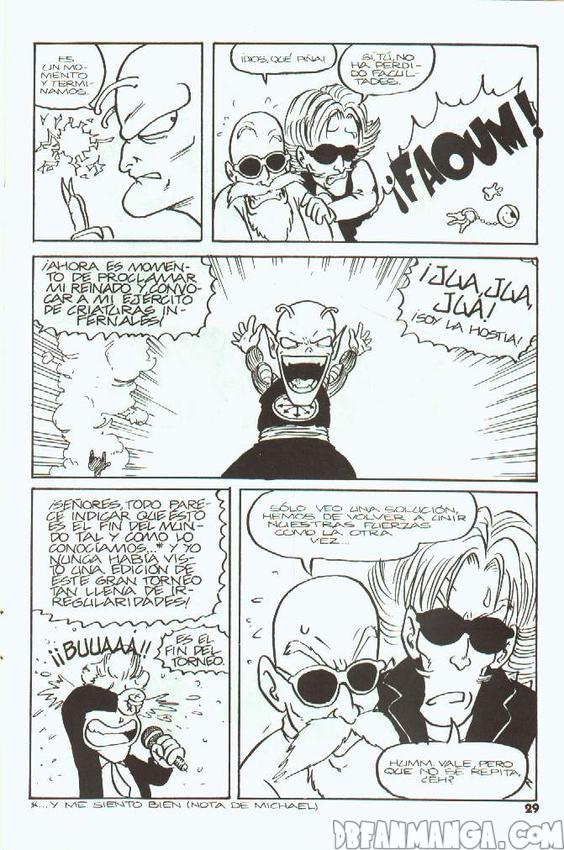 ES
UN MO-
MENTO
Y TERMI-
NAMOS.
¡DIOS, QUÉ PIÑA!
SI, TÚ, NO
HA PERDI-
DO FACUL-
TADES.
¡FAOUM!
¡AHORA ES MOMEN-
TO DE PROCLAMAR
MI REINADO Y CONVO-
CAR A MI EJÉRCITO
DE CRIATURAS IN-
FERNALES!
¡JUA, JUA,
JUÁ!
¡SOY LA HOSTIA!
¡SEÑORES, TODO PARE-
CE INDICAR QUE ESTO
ES EL FIN DEL MUN-
DO TAL Y COMO LO
CONOCÍAMOS...* Y YO
NUNCA HABÍA VIS-
TO UNA EDICIÓN DE
ESTE GRAN TORNEO
TAN LLENA DE IR-
REGULARIDADES!
¡¡BUUAAÁ!!
ES EL
FIN DEL
TORNEO.
SÓLO VEO UNA SOLUCIÓN,
HEMOS DE VOLVER A UNIR
NUESTRAS FUERZAS
COMO LA OTRA
VEZ...
HUMM, VALE, PERO
QUE NO SE REPITA,
¿EH?
*...Y ME SIENTO BIEN (NOTA DE MICHAEL)
29
DBFANMANGA.COM